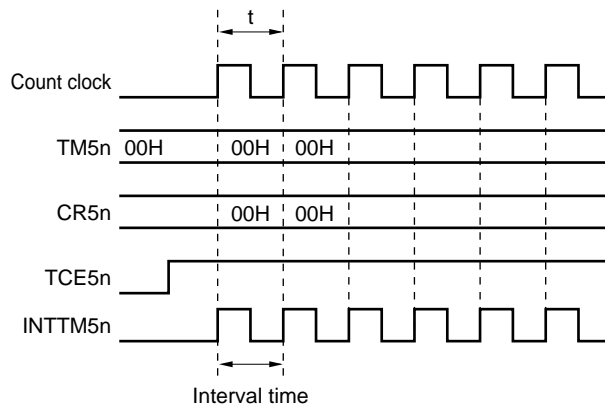 t
Count clock
TM5n 00H 00H 00H
CR5n 00H 00H
TCE5n
INTTM5n
Interval time